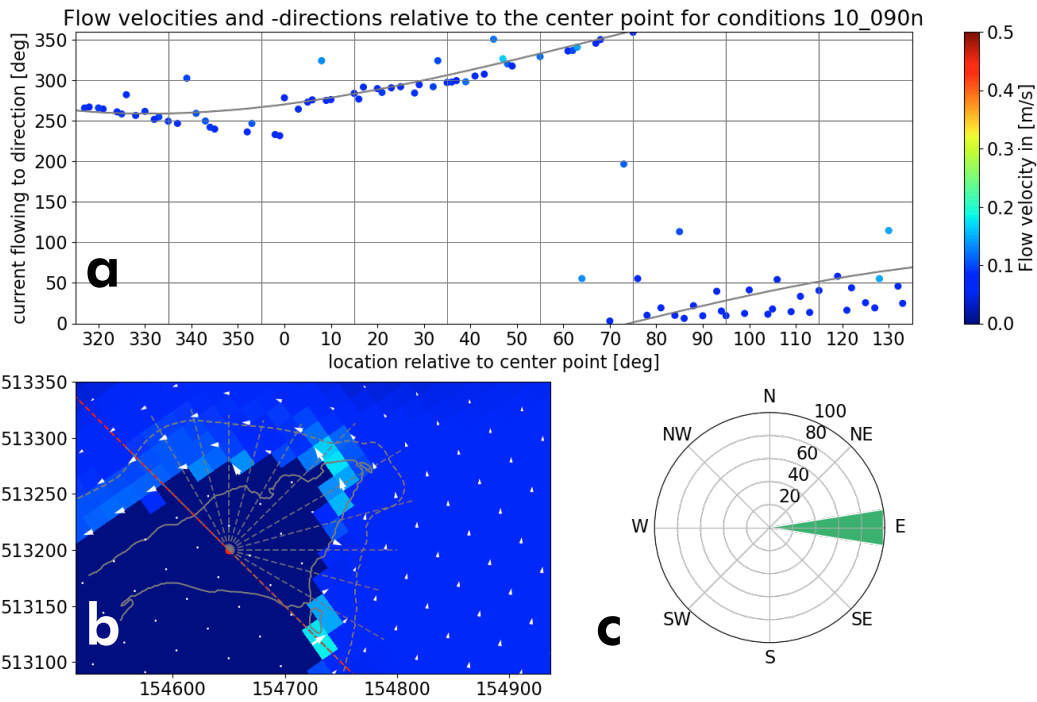 Flow velocities and -directions relative to the center point for conditions 10_090n
current flowing to direction [deg]
350
300
250
200
150
100
50
0
a
320 330 340 350 0 10 20 30 40 50 60 70 80 90 100 110 120 130
location relative to center point [deg]
0.5
0.4
0.3
0.2
0.1
0.0
Flow velocity in [m/s]
513350
513300
513250
513200
513150
513100
b
154600 154700 154800 154900
c
N
NE
E
SE
S
SW
W
NW
100
80
60
40
20